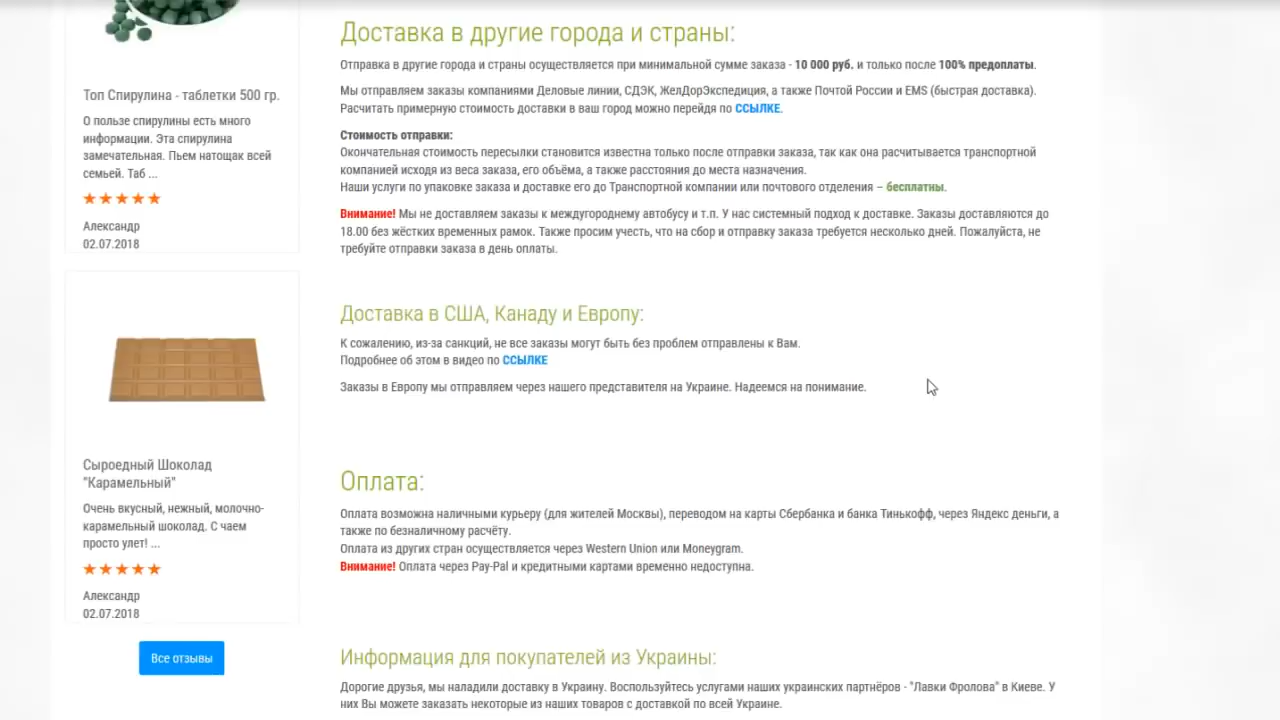 Топ Спирулина - таблетки 500 гр.
О пользе спирулины есть много
информации. Эта спирулина
замечательная. Пьем натощак всей
семьей. Таб ...
Александр
02.07.2018
Сыроедный Шоколад
"Карамельный"
Очень вкусный, нежный, молочно-
карамельный шоколад. С чаем
просто улет! ...
Александр
02.07.2018
Все отзывы
Доставка в другие города и страны:
Отправка в другие города и страны осуществляется при минимальной сумме заказа - 10 000 руб. и только после 100% предоплаты.
Мы отправляем заказы компаниями Деловые линии, СДЭК, ЖелДорЭкспедиция, а также Почтой России и EMS (быстрая доставка).
Расчитать примерную стоимость доставки в ваш город можно перейдя по ССЫЛКЕ.
Стоимость отправки:
Окончательная стоимость пересылки становится известна только после отправки заказа, так как она расчитывается транспортной
компанией исходя из веса заказа, его объёма, а также расстояния до места назначения.
Наши услуги по упаковке заказа и доставке его до Транспортной компании или почтового отделения – бесплатны.
Внимание! Мы не доставляем заказы к междугороднему автобусу и т.п. У нас системный подход к доставке. Заказы доставляются до
18.00 без жёстких временных рамок. Также просим учесть, что на сбор и отправку заказа требуется несколько дней. Пожалуйста, не
требуйте отправки заказа в день оплаты.
Доставка в США, Канаду и Европу:
К сожалению, из-за санкций, не все заказы могут быть без проблем отправлены к Вам.
Подробнее об этом в видео по ССЫЛКЕ
Заказы в Европу мы отправляем через нашего представителя на Украине. Надеемся на понимание.
Оплата:
Оплата возможна наличными курьеру (для жителей Москвы), переводом на карты Сбербанка и банка Тинькофф, через Яндекс деньги, а
также по безналичному расчёту.
Оплата из других стран осуществляется через Western Union или Moneygram.
Внимание! Оплата через Pay-Pal и кредитными картами временно недоступна.
Информация для покупателей из Украины:
Дорогие друзья, мы наладили доставку в Украину. Воспользуйтесь услугами наших украинских партнёров - "Лавки Фролова" в Киеве. У
них Вы можете заказать некоторые из наших товаров с доставкой по всей Украине.